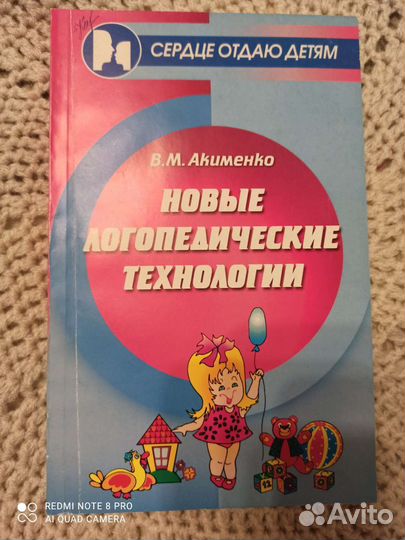 СЕРДЦЕ ОТДАЮ ДЕТЯМ
В.М. Акименко
НОВЫЕ
ЛОГОПЕДИЧЕСКИЕ
ТЕХНОЛОГИИ
REDMI NOTE 8 PRO
AI QUAD CAMERA
Avito